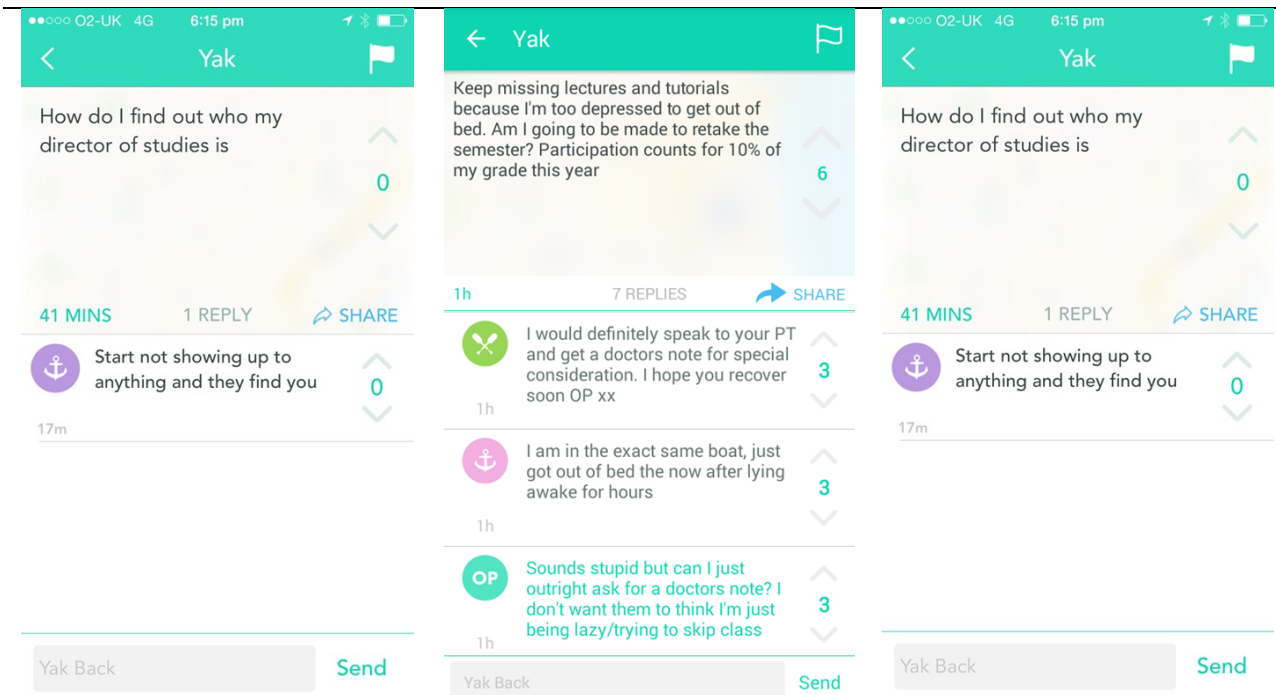 O2-UK 4G 6:15 pm
Yak
How do I find out who my
director of studies is
0
41 MINS 1 REPLY SHARE
Start not showing up to
anything and they find you
0
17m
Yak Back Send
Yak
Keep missing lectures and tutorials
because I'm too depressed to get out of
bed. Am I going to be made to retake the
semester? Participation counts for 10% of
my grade this year
6
1h 7 REPLIES SHARE
I would definitely speak to your PT
and get a doctors note for special
consideration. I hope you recover
soon OP xx
3
1h
I am in the exact same boat, just
got out of bed the now after lying
awake for hours
3
1h
OP
Sounds stupid but can I just
outright ask for a doctors note? I
don't want them to think I'm just
being lazy/trying to skip class
3
1h
Yak Back Send
O2-UK 4G 6:15 pm
Yak
How do I find out who my
director of studies is
0
41 MINS 1 REPLY SHARE
Start not showing up to
anything and they find you
0
17m
Yak Back Send